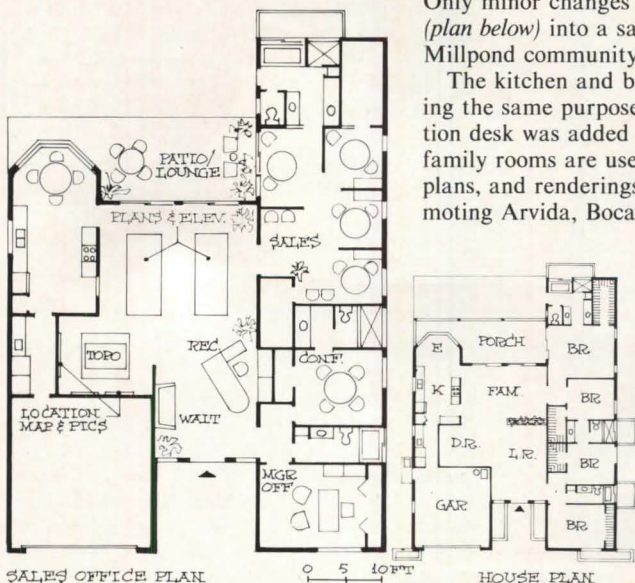 Only minor changes
(plan below) into a sa
Millpond community
The kitchen and b
ing the same purpose
tion desk was added
family rooms are use
plans, and renderings
moting Arvida, Boca
PATIO/
LOUNGE
PLANS & ELEV.
SALES
TOPO
REC.
CONF.
LOCATION
MAP & PICS
WAIT
MGR
OFF.
SALES OFFICE PLAN
0 5 10FT
E
PORCH
BR
K
FAM.
BR
D.R.
L.R.
BR
GAR
BR
HOUSE PLAN